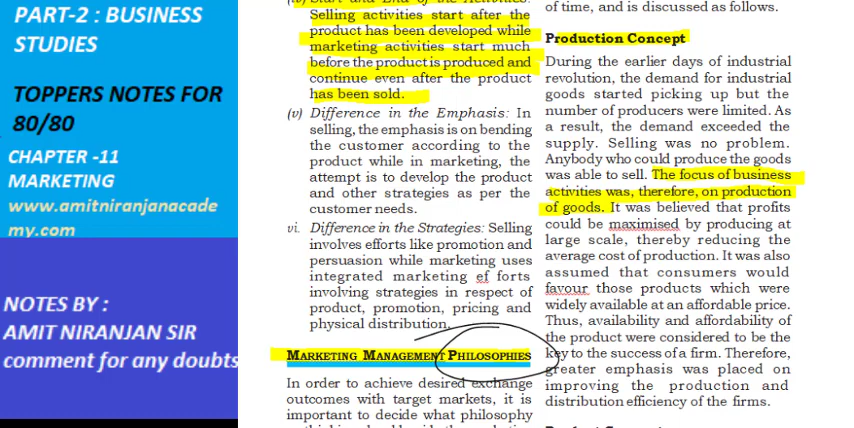 PART-2 : BUSINESS
STUDIES
TOPPERS NOTES FOR
80/80
CHAPTER -11
MARKETING
www.amitniranjanacade
my.com
NOTES BY :
AMIT NIRANJAN SIR
comment for any doubts
Selling activities start after the
product has been developed while
marketing activities start much
before the product is produced and
continue even after the product
has been sold.
(v) Difference in the Emphasis: In
selling, the emphasis is on bending
the customer according to the
product while in marketing, the
attempt is to develop the product
and other strategies as per the
customer needs.
vi. Difference in the Strategies: Selling
involves efforts like promotion and
persuasion while marketing uses
integrated marketing ef forts
involving strategies in respect of
product, promotion, pricing and
physical distribution.
MARKETING MANAGEMENT PHILOSOPHIES
In order to achieve desired exchange
outcomes with target markets, it is
important to decide what philosophy
of time, and is discussed as follows.
Production Concept
During the earlier days of industrial
revolution, the demand for industrial
goods started picking up but the
number of producers were limited. As
a result, the demand exceeded the
supply. Selling was no problem.
Anybody who could produce the goods
was able to sell. The focus of business
activities was, therefore, on production
of goods. It was believed that profits
could be maximised by producing at
large scale, thereby reducing the
average cost of production. It was also
assumed that consumers would
favour those products which were
widely available at an affordable price.
Thus, availability and affordability of
the product were considered to be the
key to the success of a firm. Therefore,
greater emphasis was placed on
improving the production and
distribution efficiency of the firms.